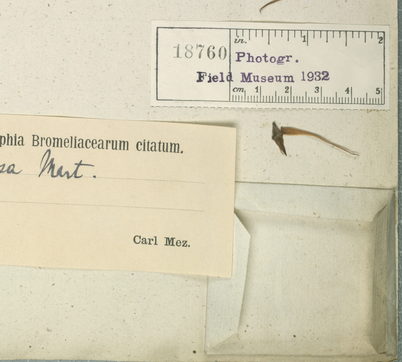 in. 1 2
18760 Photogr.
Field Museum 1932
cm. 1 2 3 4 5
phia Bromeliacearum citatum.
sa Mart.
Carl Mez.